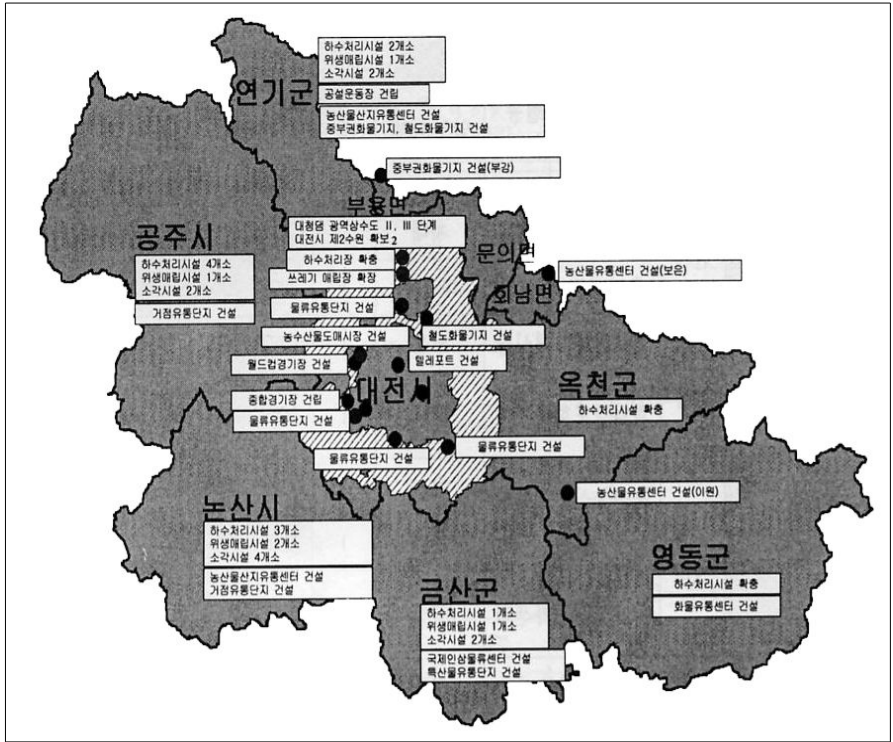 하수처리시설 2개소
위생매립시설 1개소
소각시설 2개소
연기군
공설운동장 건립
농산물산지유통센터 건설
중부권화물기지, 철도화물기지 건설
중부권화물기지 건설(부강)
부용면
공주시
하수처리시설 4개소
위생매립시설 1개소
소각시설 2개소
거점유통단지 건설
대청댐 광역상수도 II, III 단계
대전시 제2수원 확보2
문의면
하수처리장 확충
쓰레기 매립장 확장
농산물유통센터 건설(보은)
회남면
물류유통단지 건설
농수산물도매시장 건설
철도화물기지 건설
월드컵경기장 건설
텔레포트 건설
대전시
옥천군
종합경기장 건립
하수처리시설 확충
물류유통단지 건설
물류유통단지 건설
물류유통단지 건설
농산물유통센터 건설(이원)
논산시
하수처리시설 3개소
위생매립시설 2개소
소각시설 4개소
농산물산지유통센터 건설
거점유통단지 건설
영동군
하수처리시설 확충
화물유통센터 건설
금산군
하수처리시설 1개소
위생매립시설 1개소
소각시설 2개소
국제인삼물류센터 건설
특산물유통단지 건설